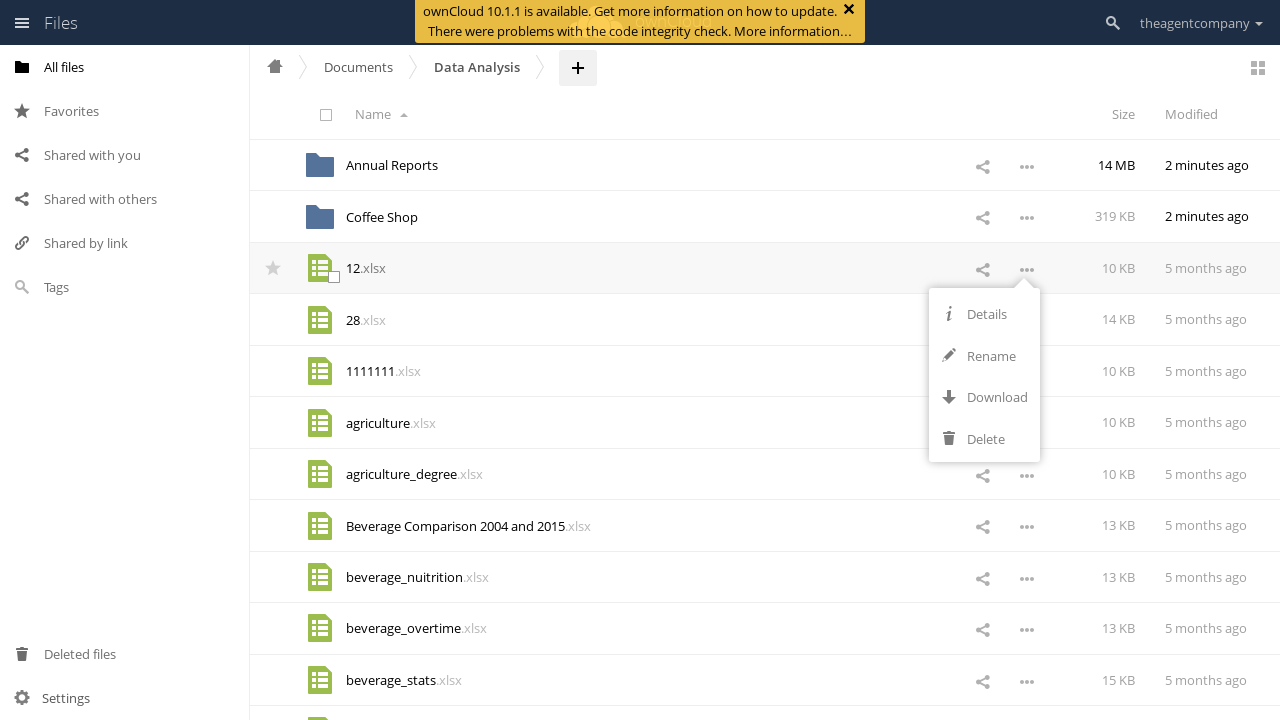 Files
ownCloud 10.1.1 is available. Get more information on how to update.
There were problems with the code integrity check. More information…
theagentcompany
All files
Favorites
Shared with you
Shared with others
Shared by link
Tags
Deleted files
Settings
Documents
Data Analysis
Name
Size
Modified
Annual Reports
14 MB
2 minutes ago
Coffee Shop
319 KB
2 minutes ago
12.xlsx
10 KB
5 months ago
28.xlsx
14 KB
5 months ago
1111111.xlsx
10 KB
5 months ago
agriculture.xlsx
10 KB
5 months ago
agriculture_degree.xlsx
10 KB
5 months ago
Beverage Comparison 2004 and 2015.xlsx
13 KB
5 months ago
beverage_nuitrition.xlsx
13 KB
5 months ago
beverage_overtime.xlsx
13 KB
5 months ago
beverage_stats.xlsx
15 KB
5 months ago
Details
Rename
Download
Delete